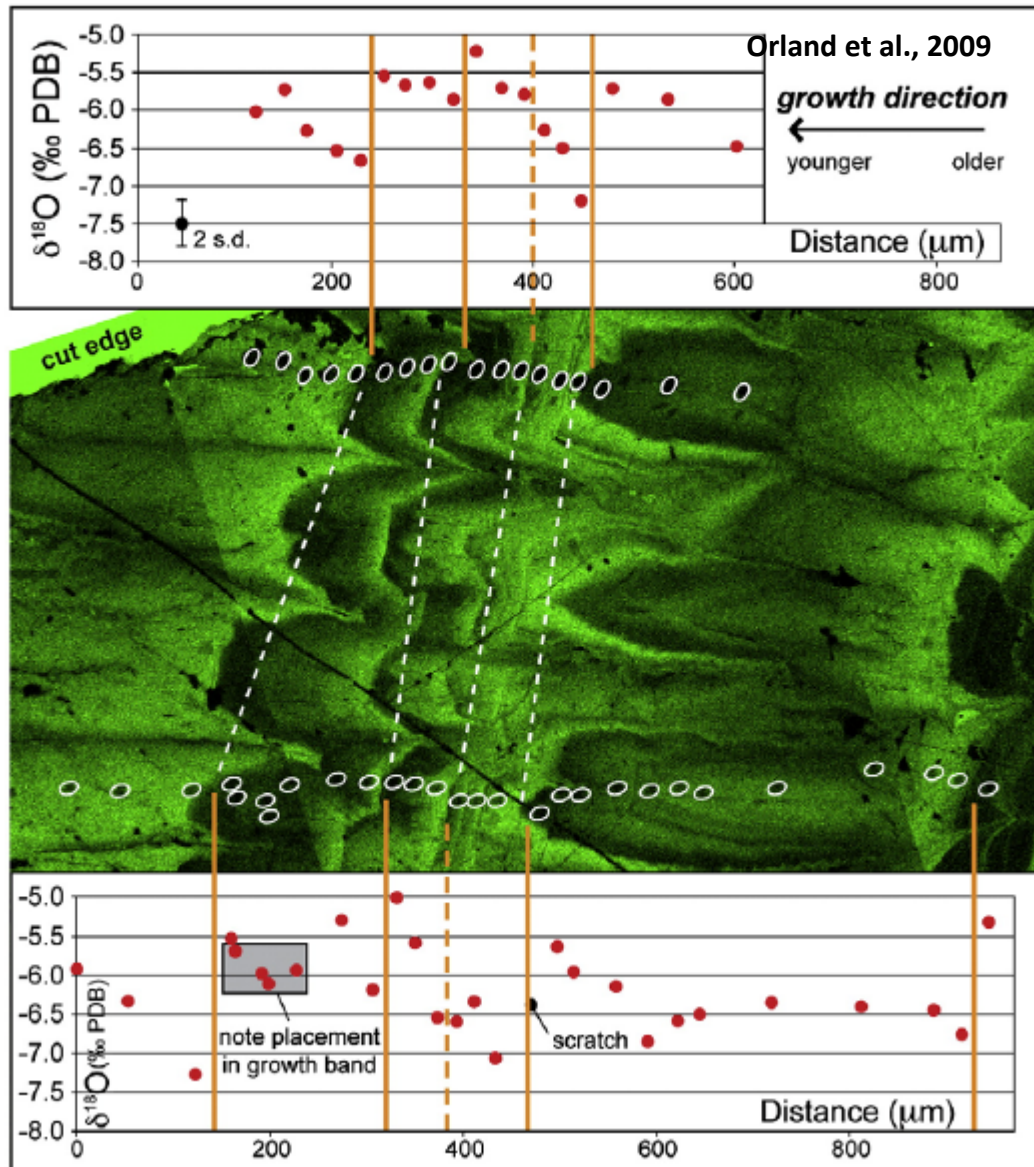 Orland et al., 2009
δ18O (‰ PDB)
-5.0
-5.5
-6.0
-6.5
-7.0
-7.5
-8.0
growth direction
younger older
2 s.d.
Distance (μm)
0 200 400 600 800
cut edge
δ18O (‰ PDB)
-5.0
-5.5
-6.0
-6.5
-7.0
-7.5
-8.0
note placement
in growth band
scratch
Distance (μm)
0 200 400 600 800